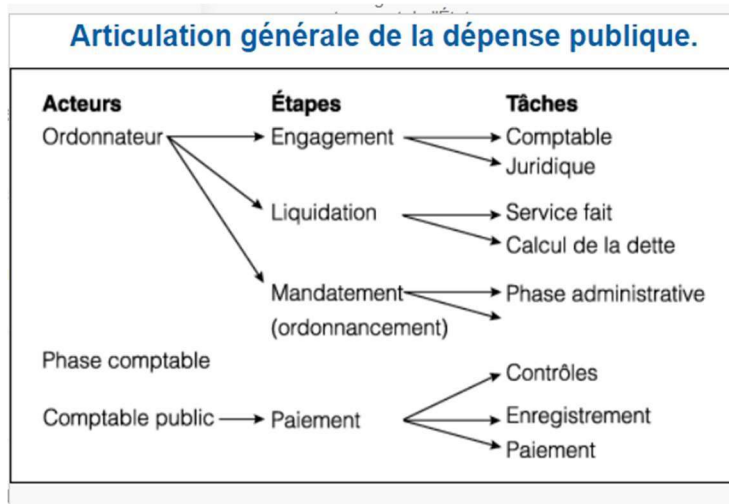 Articulation générale de la dépense publique.
Acteurs Étapes Tâches
Ordonnateur Engagement Comptable
Juridique
Liquidation Service fait
Calcul de la dette
Mandatement Phase administrative
(ordonnancement)
Phase comptable
Contrôles
Comptable public Paiement Enregistrement
Paiement